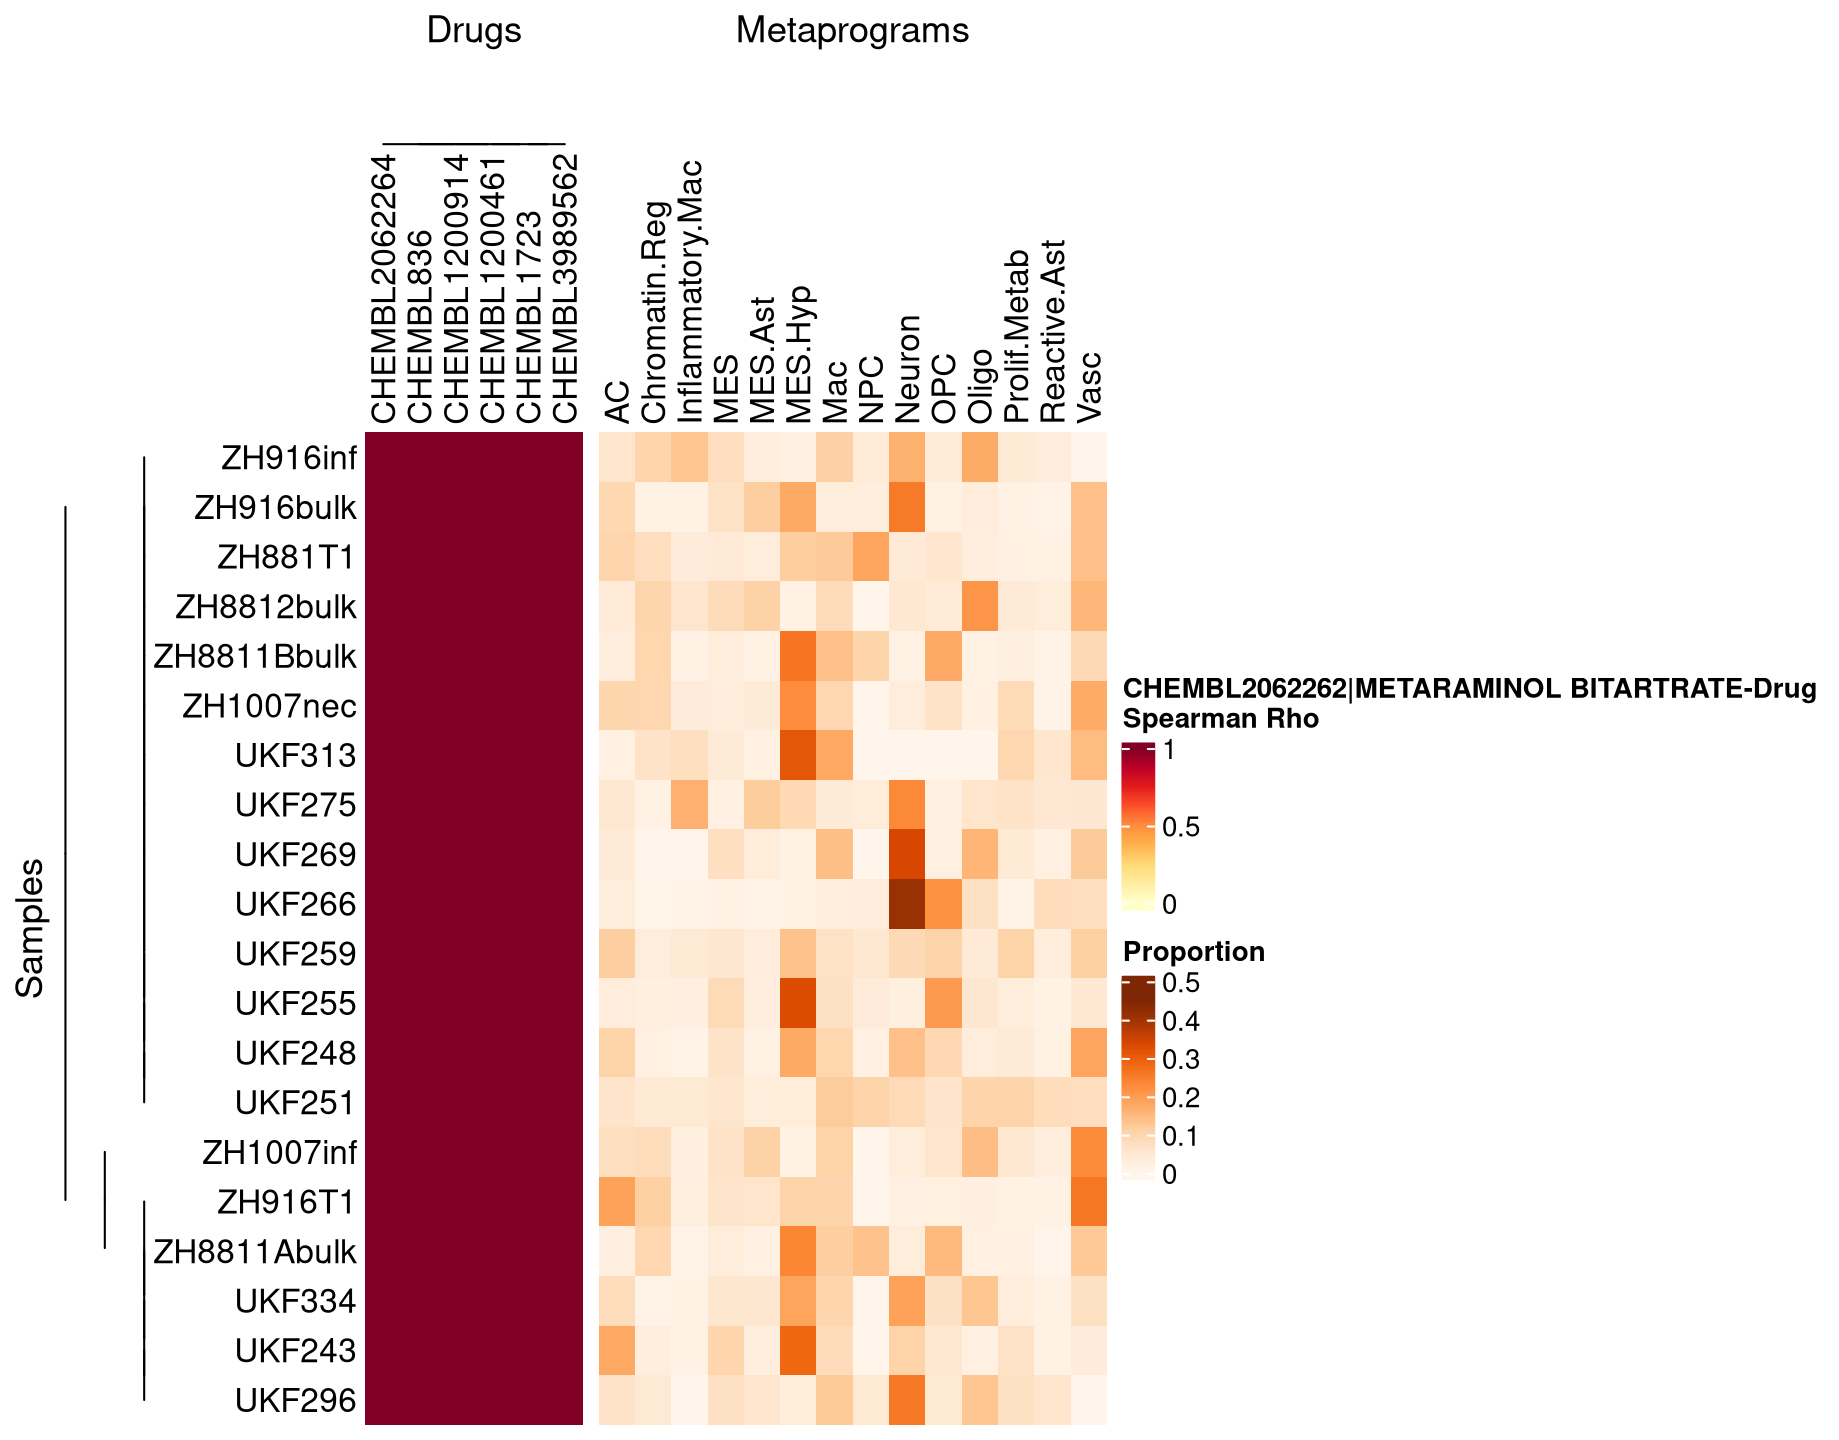 Drugs
Metaprograms
CHEMBL2062264
CHEMBL836
CHEMBL1200914
CHEMBL1200461
CHEMBL1723
CHEMBL3989562
AC
Chromatin.Reg
Inflammatory.Mac
MES
MES.Ast
MES.Hyp
Mac
NPC
Neuron
OPC
Oligo
Prolif.Metab
Reactive.Ast
Vasc
Samples
ZH916inf
ZH916bulk
ZH881T1
ZH8812bulk
ZH8811Bbulk
ZH1007nec
UKF313
UKF275
UKF269
UKF266
UKF259
UKF255
UKF248
UKF251
ZH1007inf
ZH916T1
ZH8811Abulk
UKF334
UKF243
UKF296
CHEMBL2062262|METARAMINOL BITARTRATE-Drug
Spearman Rho
1
0.5
0
Proportion
0.5
0.4
0.3
0.2
0.1
0